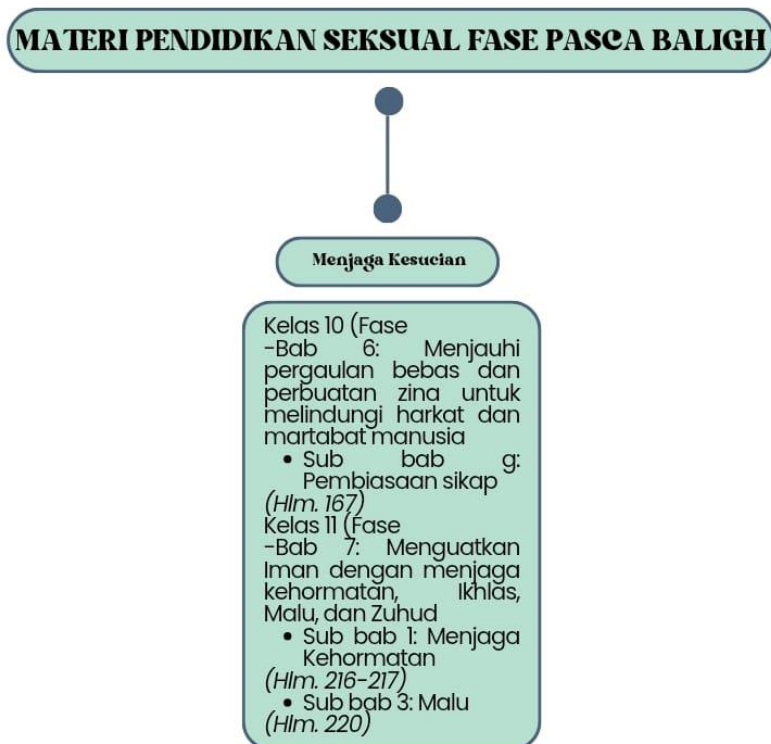 MATERI PENDIDIKAN SEKSUAL FASE PASCA BALIGH
Menjaga Kesucian
Kelas 10 (Fase
-Bab 6: Menjauhi
pergaulan bebas dan
perbuatan zina untuk
melindungi harkat dan
martabat manusia
• Sub bab g:
Pembiasaan sikap
(Hlm. 167)
Kelas 11 (Fase
-Bab 7: Menguatkan
Iman dengan menjaga
kehormatan, Ikhlas,
Malu, dan Zuhud
• Sub bab 1: Menjaga
Kehormatan
(Hlm. 216-217)
• Sub bab 3: Malu
(Hlm. 220)